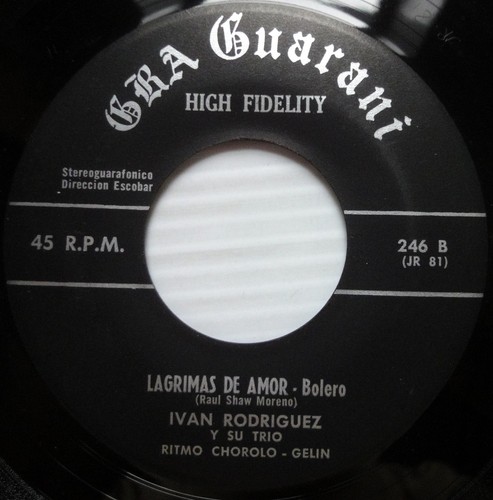 GRA Guarani
HIGH FIDELITY
Stereoguarafonico
Direccion Escobar
45 R.P.M.
246 B
(JR 81)
LAGRIMAS DE AMOR - Bolero
(Raul Shaw Moreno)
IVAN RODRIGUEZ
Y SU TRIO
RITMO CHOROLO - GELIN